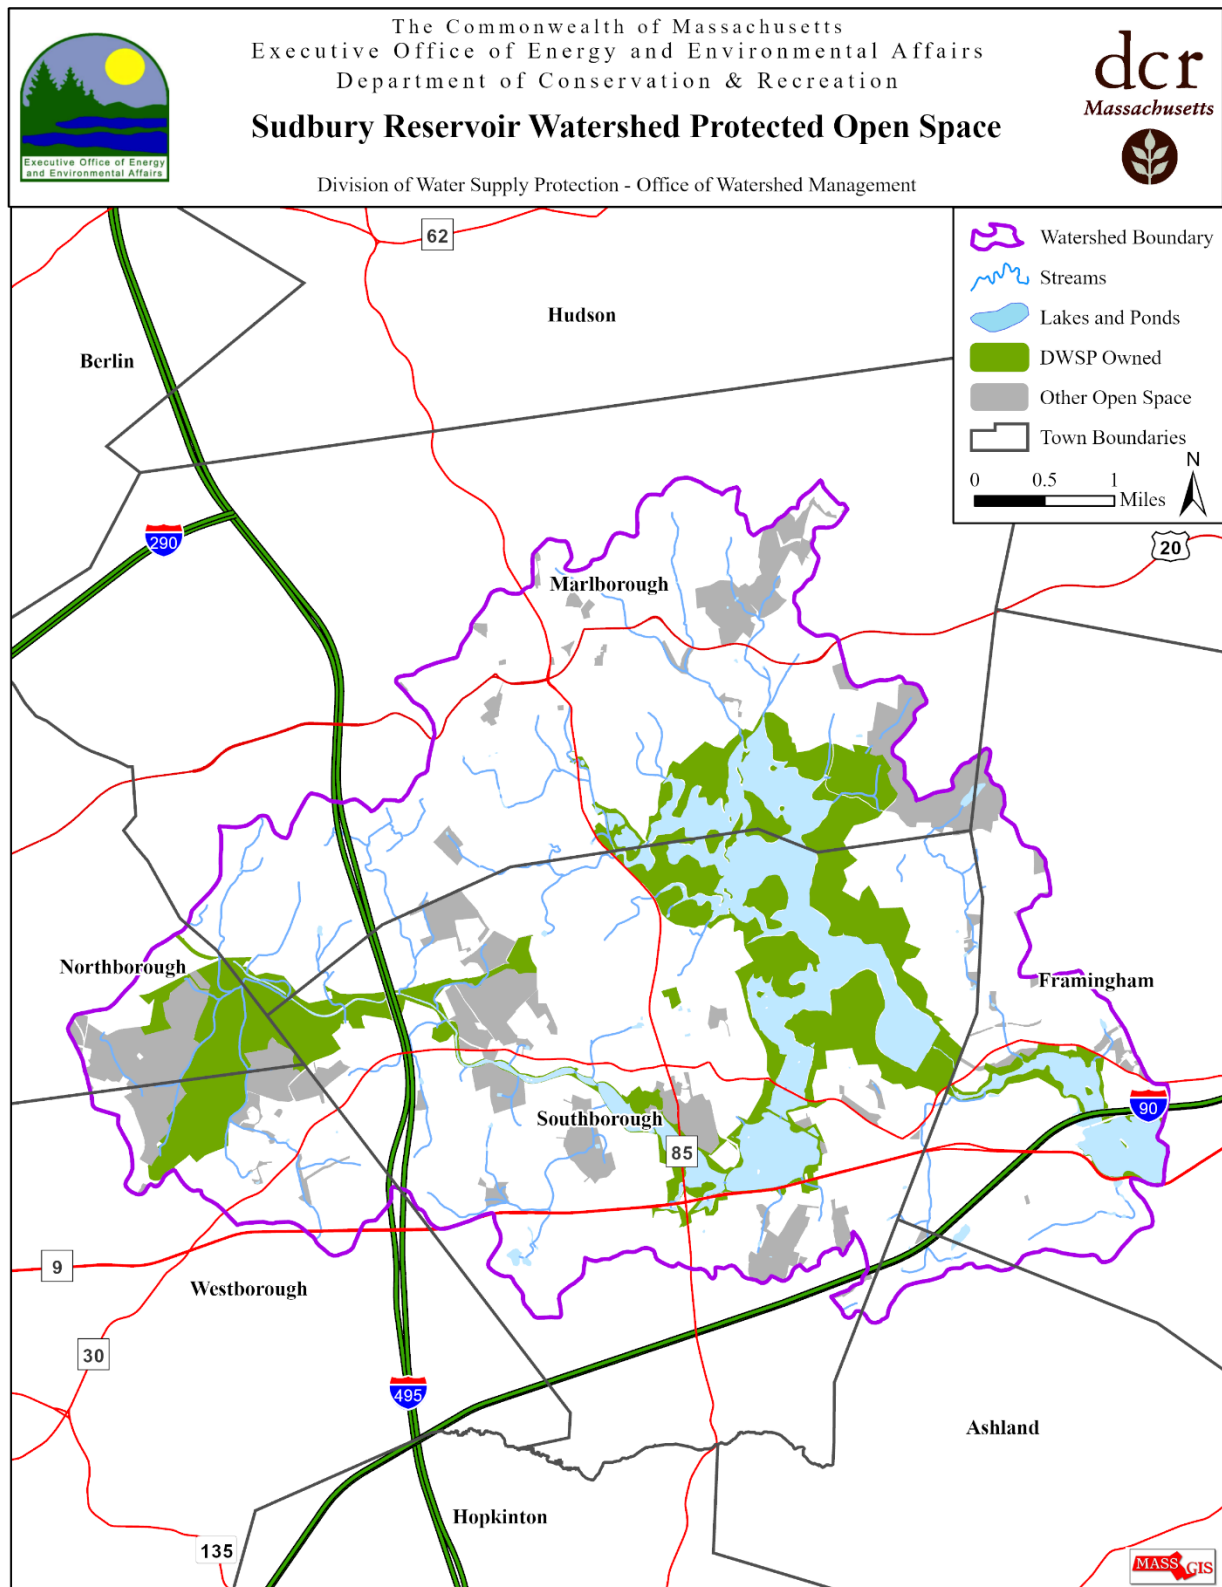 The Commonwealth of Massachusetts
Executive Office of Energy and Environmental Affairs
Department of Conservation & Recreation
Sudbury Reservoir Watershed Protected Open Space
Division of Water Supply Protection - Office of Watershed Management
Executive Office of Energy
and Environmental Affairs
dcr
Massachusetts
Watershed Boundary
Streams
Lakes and Ponds
DWSP Owned
Other Open Space
Town Boundaries
N
0 0.5 1
Miles
62
Hudson
Berlin
290
20
Marlborough
Northborough
Framingham
90
Southborough
85
9
Westborough
30
495
Ashland
Hopkinton
135
MASS GIS